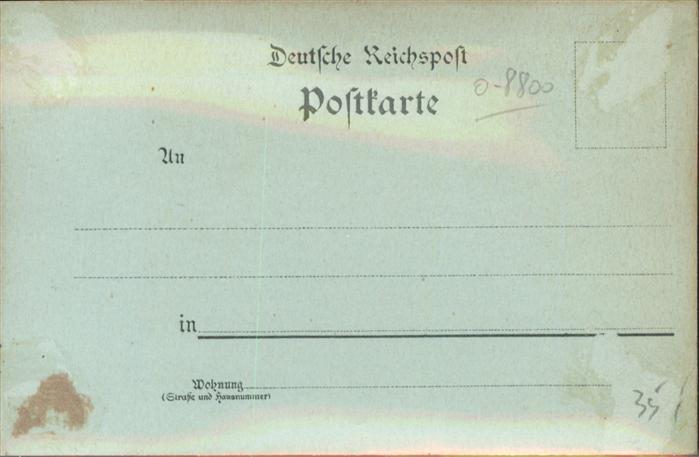 Deutsche Reichspost
Postkarte
0-8800
An
in
Wohnung
(Straße und Hausnummer)
35